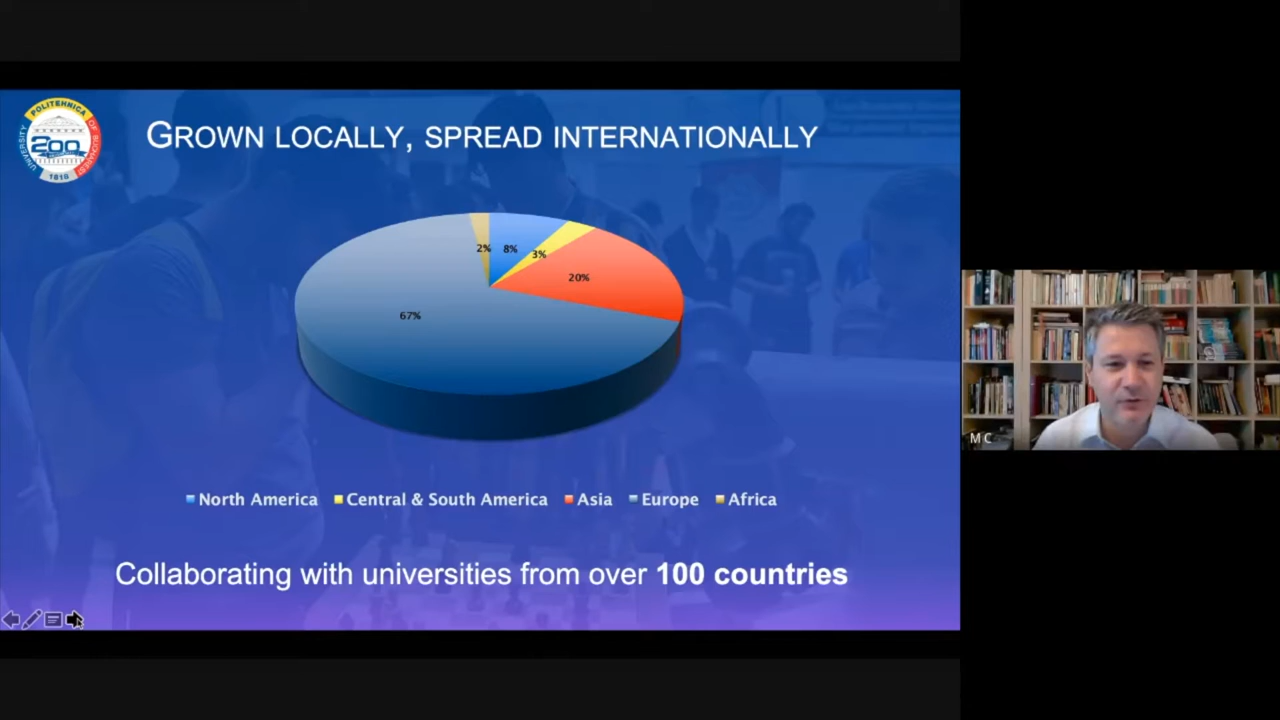 POLITEHNICA
UNIVERSITY
OF BUCHAREST
200
1818
GROWN LOCALLY, SPREAD INTERNATIONALLY
2%
8%
3%
20%
67%
North America
Central & South America
Asia
Europe
Africa
Collaborating with universities from over 100 countries
M C